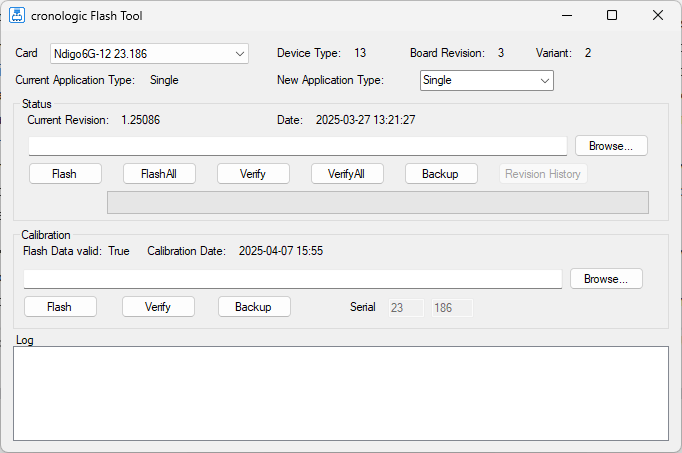 cronologic Flash Tool
Card Ndigo6G-12 23.186 Device Type: 13 Board Revision: 3 Variant: 2
Current Application Type: Single New Application Type: Single
Status
Current Revision: 1.25086 Date: 2025-03-27 13:21:27
Browse...
Flash FlashAll Verify VerifyAll Backup Revision History
Calibration
Flash Data valid: True Calibration Date: 2025-04-07 15:55
Browse...
Flash Verify Backup Serial 23 186
Log